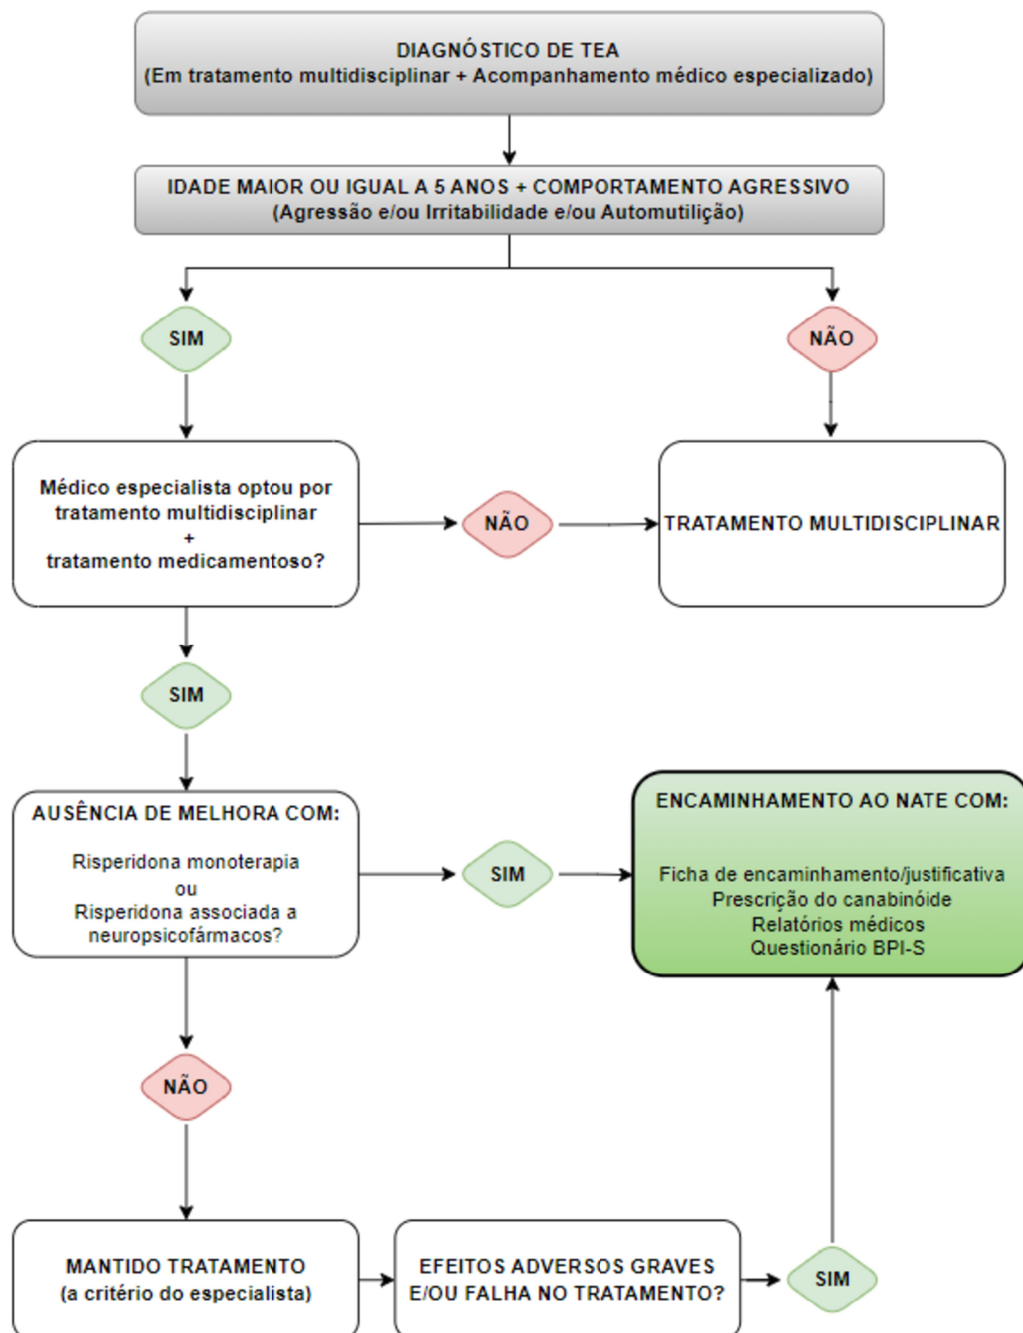 DIAGNÓSTICO DE TEA
(Em tratamento multidisciplinar + Acompanhamento médico especializado)
IDADE MAIOR OU IGUAL A 5 ANOS + COMPORTAMENTO AGRESSIVO
(Agressão e/ou Irritabilidade e/ou Automutilição)
SIM
NÃO
Médico especialista optou por
tratamento multidisciplinar
+
tratamento medicamentoso?
NÃO
TRATAMENTO MULTIDISCIPLINAR
SIM
AUSÊNCIA DE MELHORA COM:
Risperidona monoterapia
ou
Risperidona associada a
neuropsicofármacos?
SIM
ENCAMINHAMENTO AO NATE COM:
Ficha de encaminhamento/justificativa
Prescrição do canabinóide
Relatórios médicos
Questionário BPI-S
NÃO
MANTIDO TRATAMENTO
(a critério do especialista)
EFEITOS ADVERSOS GRAVES
E/OU FALHA NO TRATAMENTO?
SIM